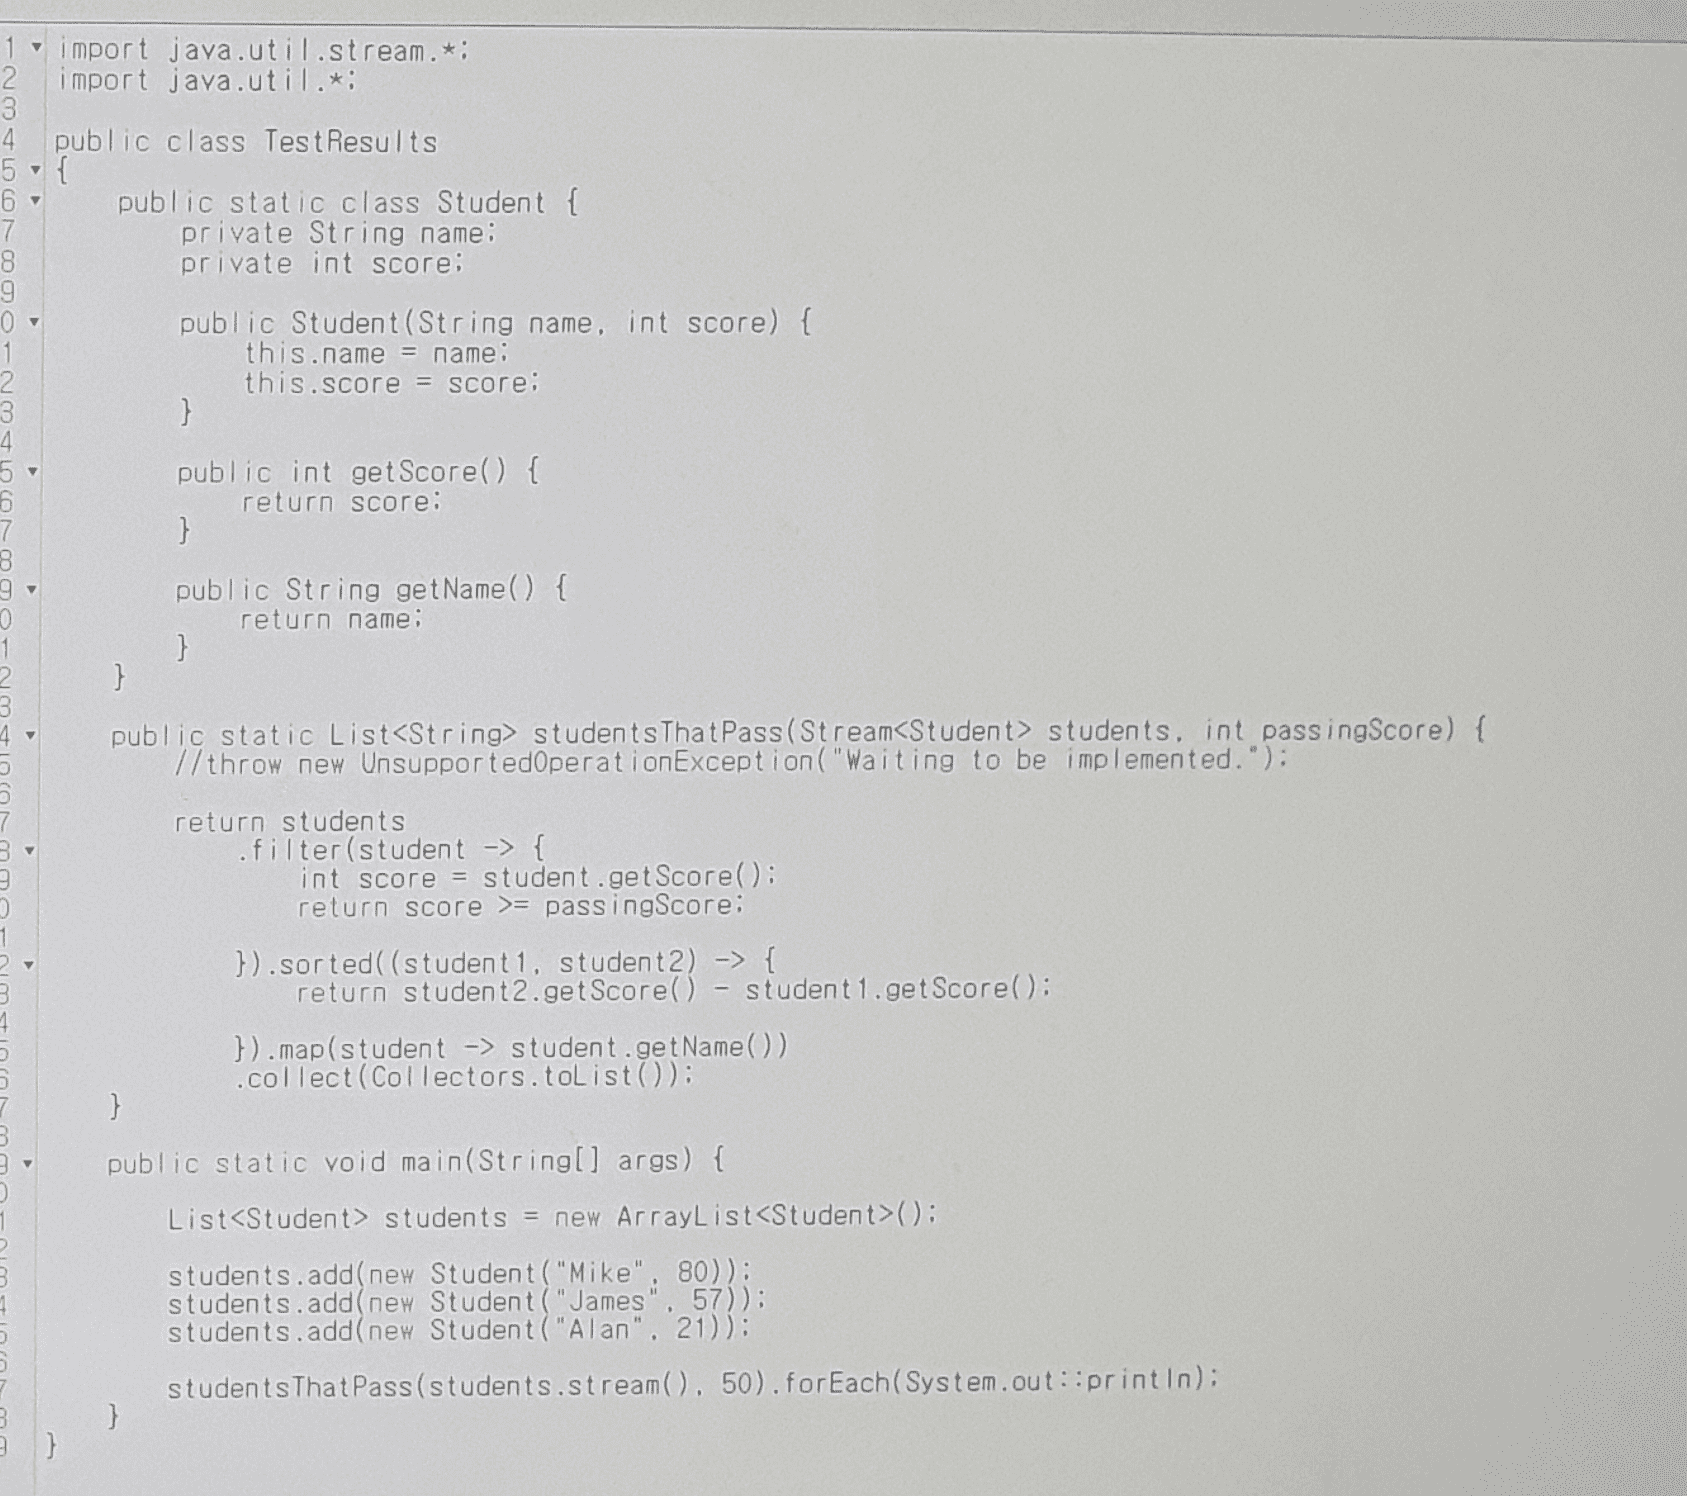 1 import java.util.stream.*;
2 import java.util.*;
3
4 public class TestResults
5 {
6 public static class Student {
7 private String name;
8 private int score;
9
0 public Student(String name, int score) {
1 this.name = name;
2 this.score = score;
3 }
4
5 public int getScore() {
6 return score;
7 }
8
9 public String getName() {
0 return name;
1 }
2 }
3
4 public static List<String> studentsThatPass(Stream<Student> students, int passingScore) {
5 //throw new UnsupportedOperationException("Waiting to be implemented.");
6
7 return students
8 .filter(student -> {
9 int score = student.getScore();
0 return score >= passingScore;
1
2 }).sorted((student1, student2) -> {
3 return student2.getScore() - student1.getScore();
4
5 }).map(student -> student.getName())
6 .collect(Collectors.toList());
7 }
8
9 public static void main(String[] args) {
0
1 List<Student> students = new ArrayList<Student>();
2
3 students.add(new Student("Mike", 80));
4 students.add(new Student("James", 57));
5 students.add(new Student("Alan", 21));
6
7 studentsThatPass(students.stream(), 50).forEach(System.out::println);
8 }
9 }